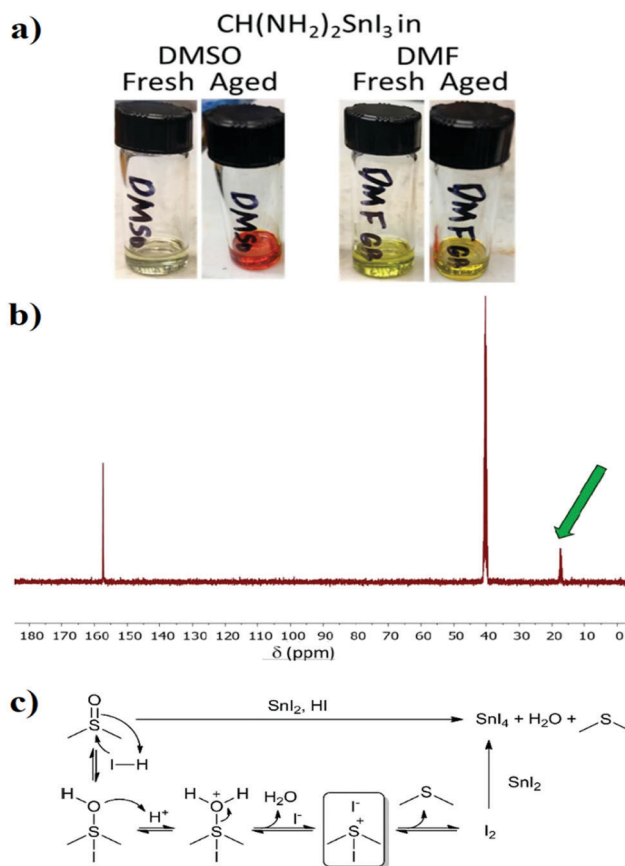 a)
CH(NH₂)₂SnI₃ in
DMSO DMF
Fresh Aged Fresh Aged
DMSO DMSO DMF GR DMF GR
b)
180 170 160 150 140 130 120 110 100 90 80 70 60 50 40 30 20 10 0
δ (ppm)
c)
O
S
SnI₂, HI
SnI₄ + H₂O + S
I—H
H O
S
I
H⁺
H O⁺ H
S
I
H₂O
I⁻
I⁻
S⁺
I
S
I₂
SnI₂